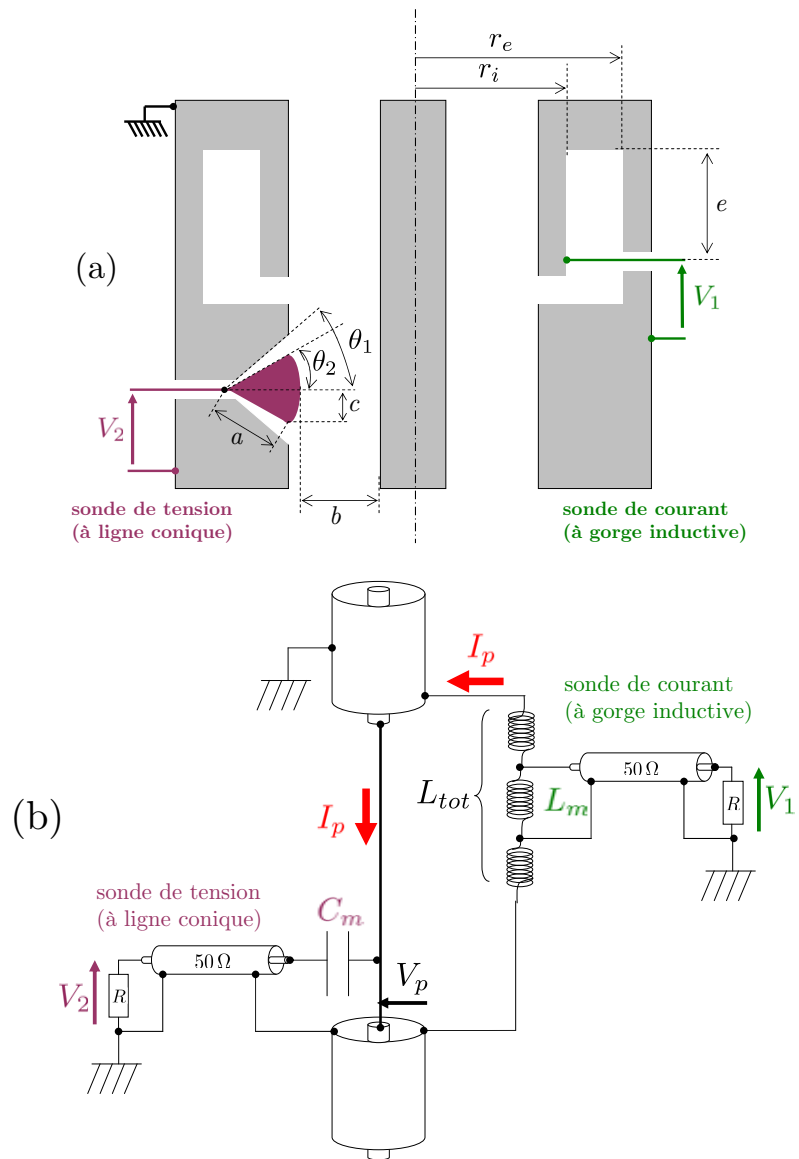 r_e
r_i
e
(a)
V_1
θ_1
θ_2
c
V_2
a
b
sonde de tension
(à ligne conique)
sonde de courant
(à gorge inductive)
I_p
sonde de courant
(à gorge inductive)
50 Ω
L_tot
L_m
R
V_1
(b)
I_p
sonde de tension
(à ligne conique)
C_m
50 Ω
V_p
V_2
R